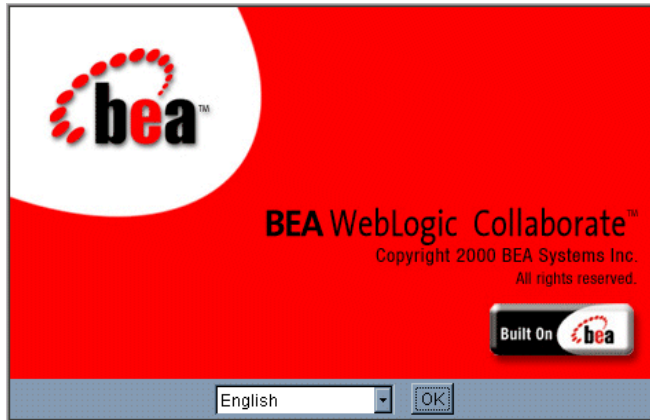 bea™
BEA WebLogic Collaborate™
Copyright 2000 BEA Systems Inc.
All rights reserved.
Built On bea
English
OK